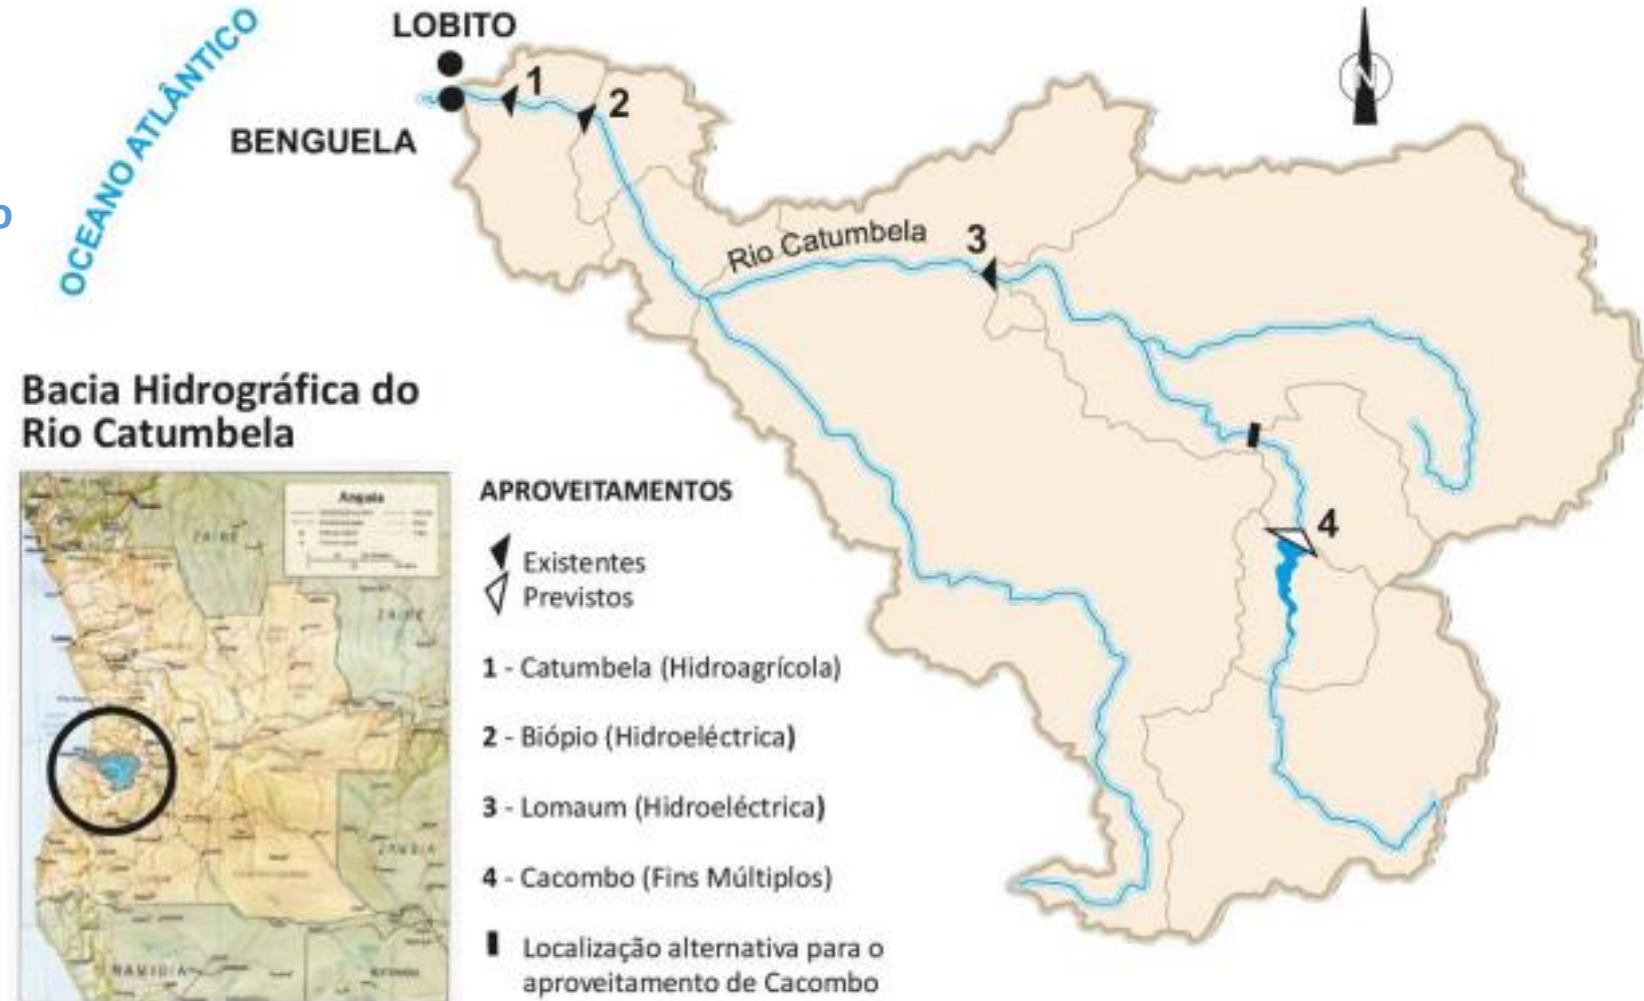 LOBITO
BENGUELA
OCEANO ATLÂNTICO
o
N
1
2
Rio Catumbela
3
4
Bacia Hidrográfica do
Rio Catumbela
Angola
ZAIRE
ZAIRE
ZAMBIA
NAMIBIA
APROVEITAMENTOS
Existentes
Previstos
1 - Catumbela (Hidroagrícola)
2 - Biópio (Hidroeléctrica)
3 - Lomaum (Hidroeléctrica)
4 - Cacombo (Fins Múltiplos)
Localização alternativa para o
aproveitamento de Cacombo